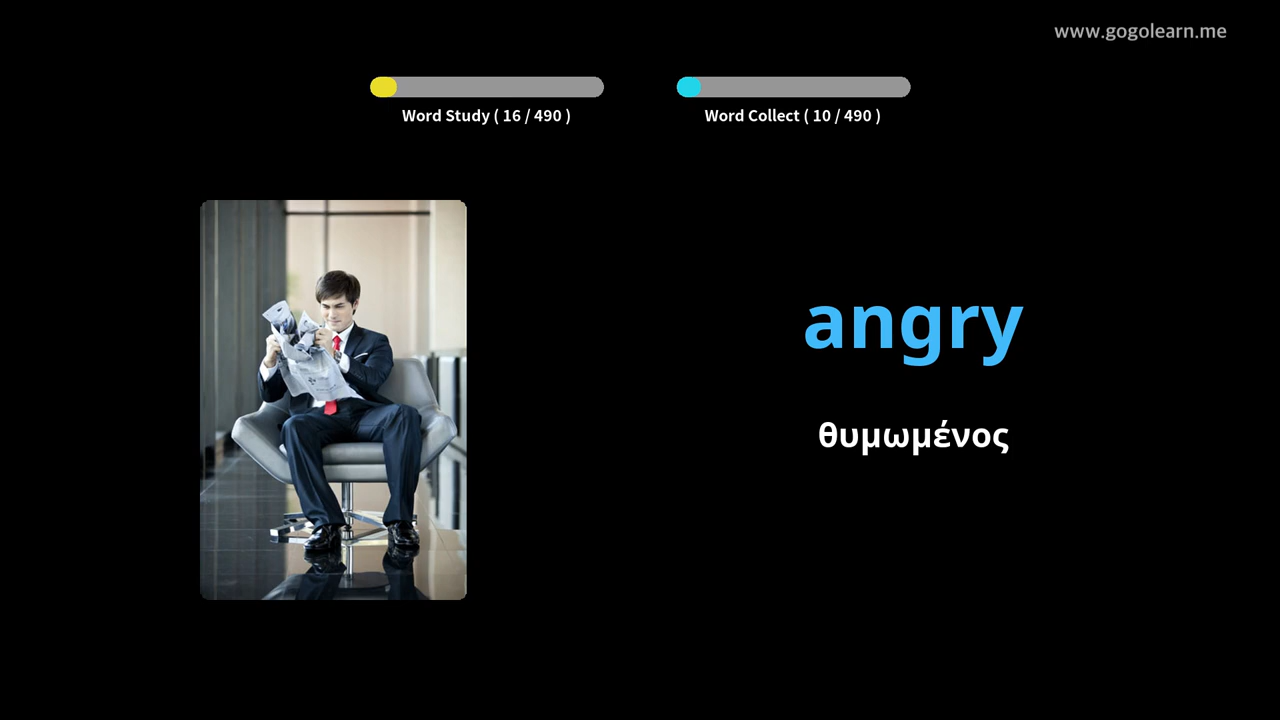 www.gogolearn.me
Word Study ( 16 / 490 )
Word Collect ( 10 / 490 )
angry
θυμωμένος